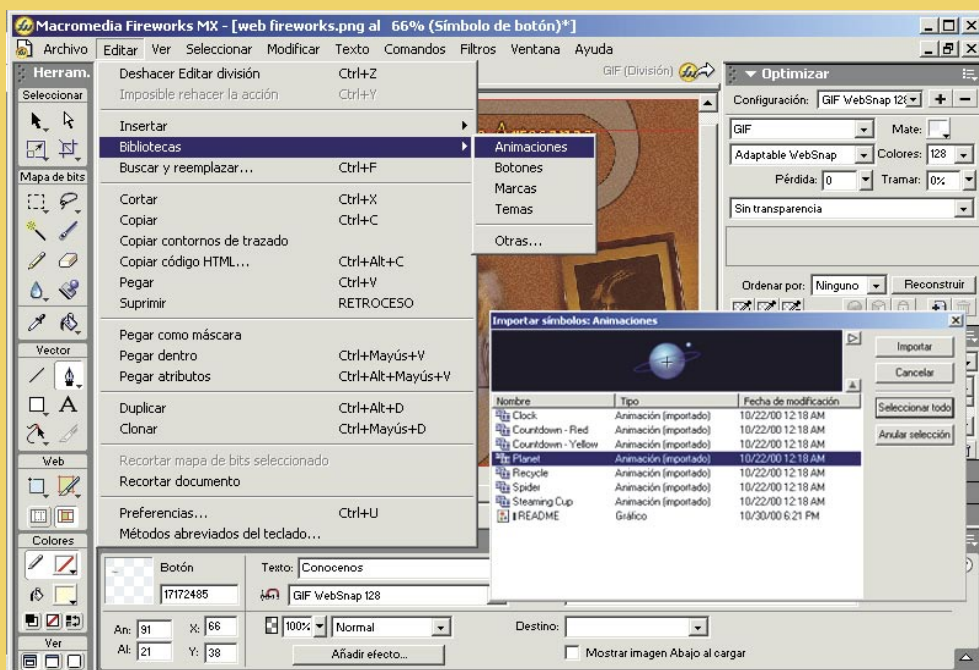 Macromedia Fireworks MX - [web fireworks.png al 66% (Símbolo de botón)*]
Archivo Editar Ver Seleccionar Modificar Texto Comandos Filtros Ventana Ayuda
Herram.
Seleccionar
Mapa de bits
Vector
Web
Colores
Ver
Deshacer Editar división Ctrl+Z
Imposible rehacer la acción Ctrl+Y
Insertar
Bibliotecas
Buscar y reemplazar... Ctrl+F
Cortar Ctrl+X
Copiar Ctrl+C
Copiar contornos de trazado
Copiar código HTML... Ctrl+Alt+C
Pegar Ctrl+V
Suprimir RETROCESO
Pegar como máscara
Pegar dentro Ctrl+Mayús+V
Pegar atributos Ctrl+Alt+Mayús+V
Duplicar Ctrl+Alt+D
Clonar Ctrl+Mayús+D
Recortar mapa de bits seleccionado
Recortar documento
Preferencias... Ctrl+U
Métodos abreviados del teclado...
Animaciones
Botones
Marcas
Temas
Otras...
GIF (División)
Optimizar
Configuración: GIF WebSnap 128
GIF Mate:
Adaptable WebSnap Colores: 128
Pérdida: 0 Tramar: 0%
Sin transparencia
Ordenar por: Ninguno Reconstruir
Importar símbolos: Animaciones
Importar
Cancelar
Seleccionar todo
Anular selección
Nombre Tipo Fecha de modificación
Clock Animación (importado) 10/22/00 12:18 AM
Countdown - Red Animación (importado) 10/22/00 12:18 AM
Countdown - Yellow Animación (importado) 10/22/00 12:18 AM
Planet Animación (importado) 10/22/00 12:18 AM
Recycle Animación (importado) 10/22/00 12:18 AM
Spider Animación (importado) 10/22/00 12:18 AM
Steaming Cup Animación (importado) 10/22/00 12:18 AM
!README Gráfico 10/30/00 6:21 PM
Botón Texto: Conocenos
17172485 GIF WebSnap 128
An: 91 X: 66 100% Normal Destino:
Al: 21 Y: 38 Añadir efecto... Mostrar imagen Abajo al cargar